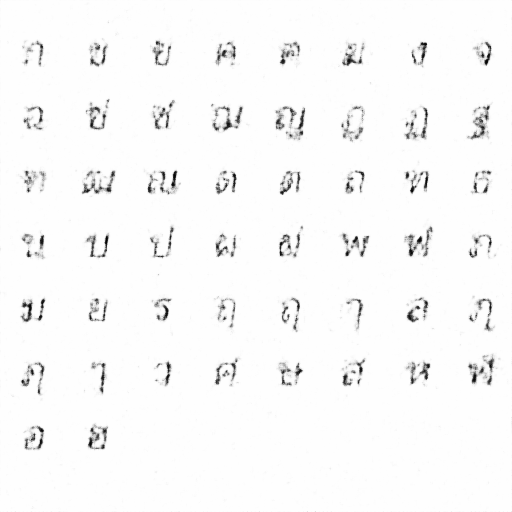 ก ข ฃ ค ฅ ฆ ง จ
ฉ ช ซ ฌ ญ ฎ ฏ ฐ
ฑ ฒ ณ ด ต ถ ท ธ
น บ ป ผ ฝ พ ฟ ภ
ม ย ร ฤ ฤ ๅ ล ฦ
ฦ ๆ ว ศ ษ ส ห ฬ
อ ฮ